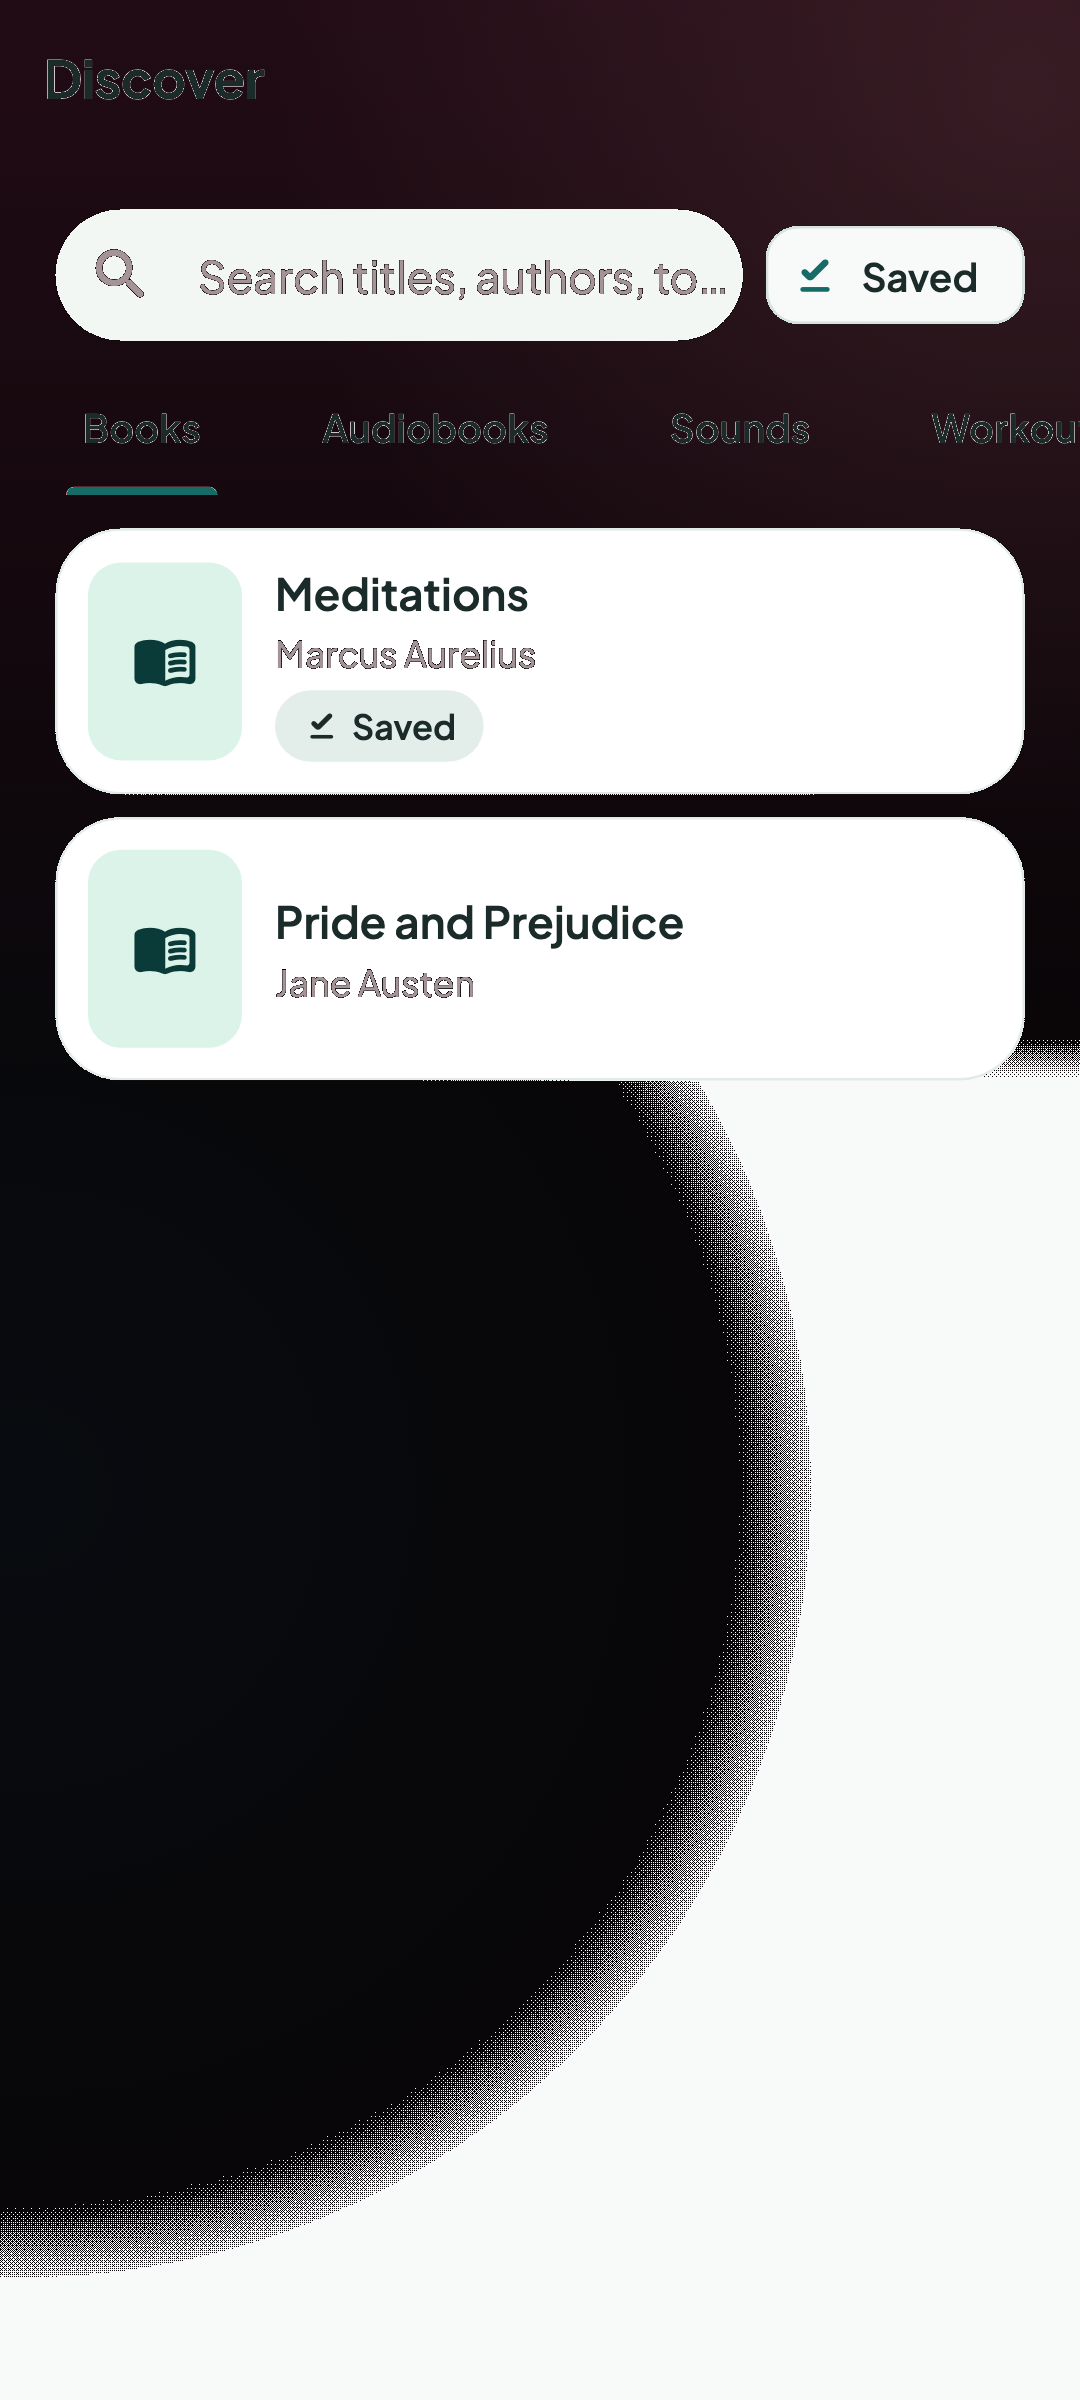 Discover
Search titles, authors, to...
Saved
Books
Audiobooks
Sounds
Meditations
Marcus Aurelius
Saved
Pride and Prejudice
Jane Austen